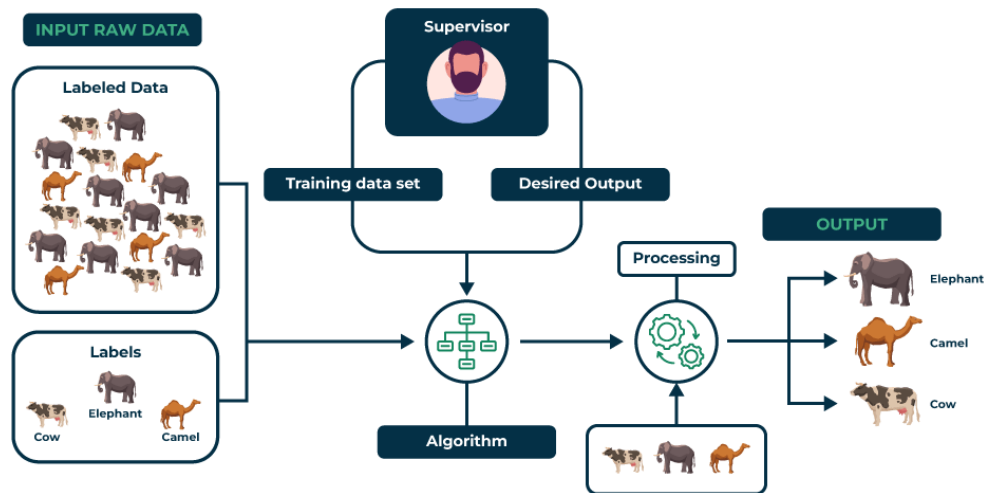 INPUT RAW DATA
Labeled Data
Labels
Elephant
Cow
Camel
Supervisor
Training data set
Desired Output
Algorithm
Processing
OUTPUT
Elephant
Camel
Cow